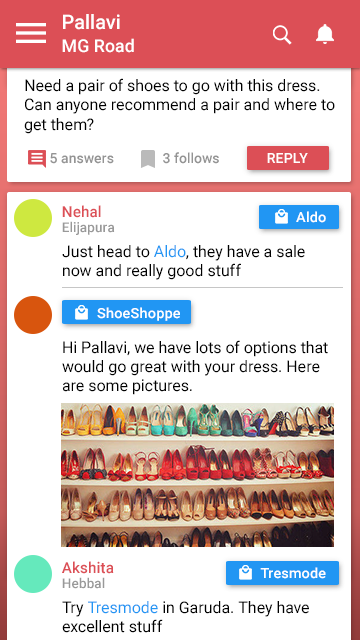 Pallavi
MG Road
Need a pair of shoes to go with this dress.
Can anyone recommend a pair and where to
get them?
5 answers
3 follows
REPLY
Nehal
Aldo
Elijapura
Just head to Aldo, they have a sale
now and really good stuff
ShoeShoppe
Hi Pallavi, we have lots of options that
would go great with your dress. Here
are some pictures.
Akshita
Tresmode
Hebbal
Try Tresmode in Garuda. They have
excellent stuff